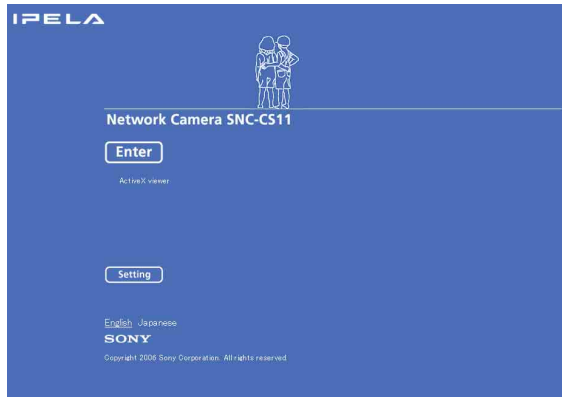 IPELA
Network Camera SNC-CS11
Enter
ActiveX viewer
Setting
English Japanese
SONY
Copyright 2006 Sony Corporation. All rights reserved